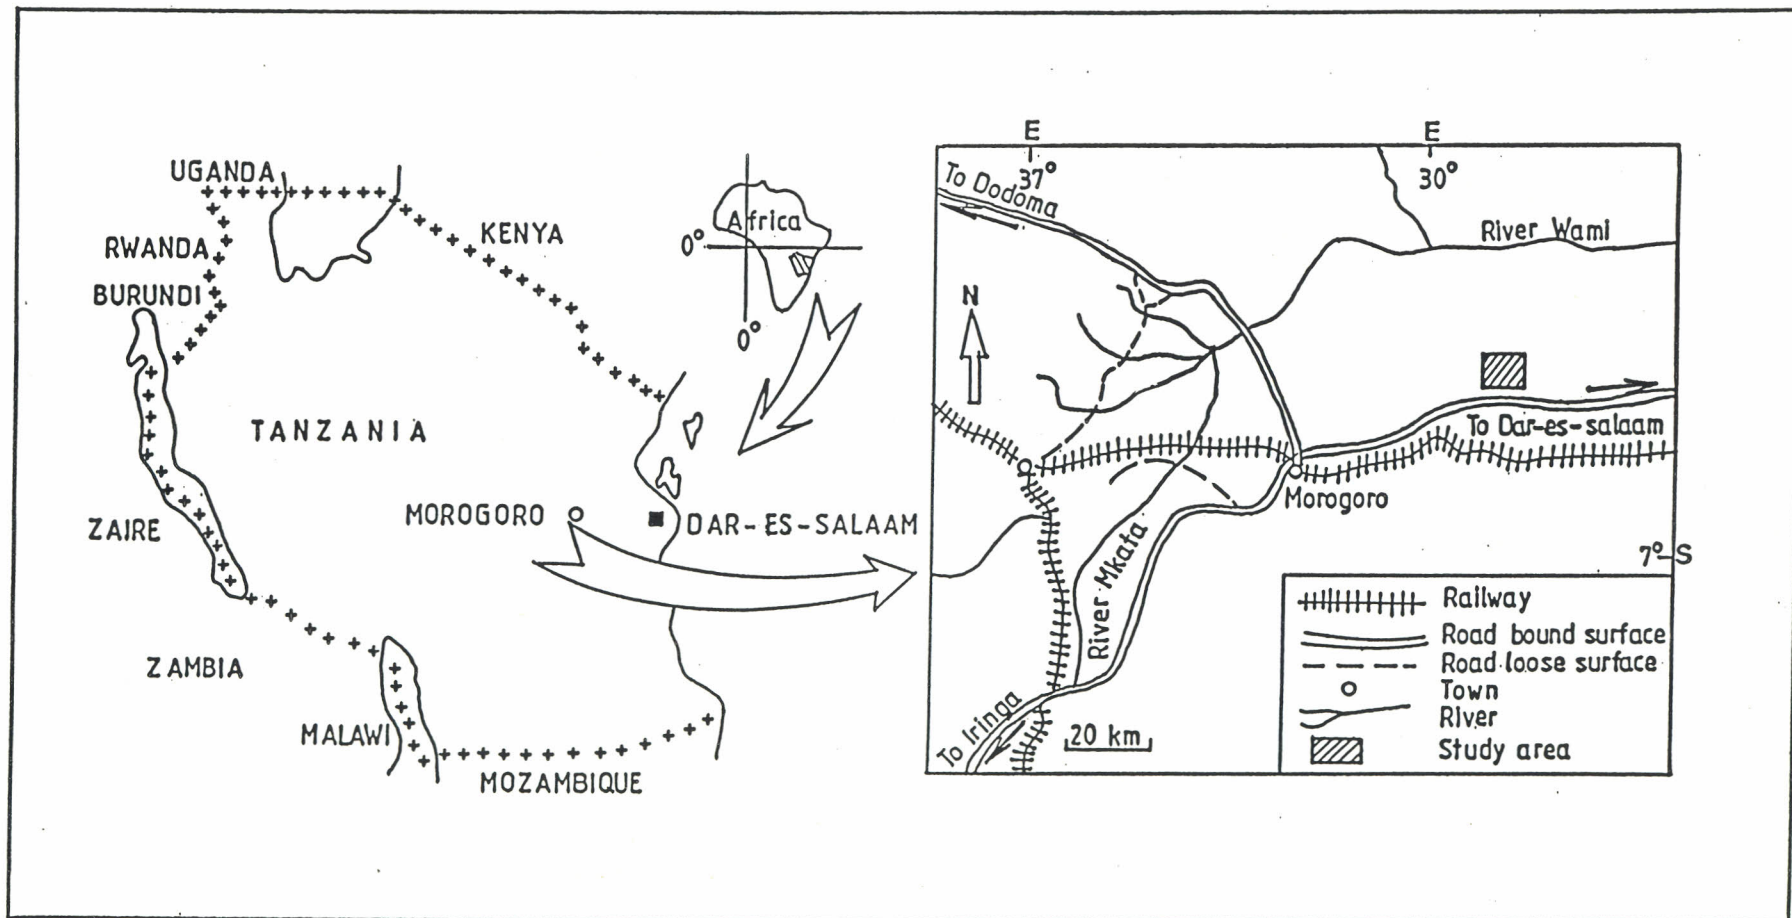 UGANDA
RWANDA
BURUNDI
KENYA
TANZANIA
ZAIRE
ZAMBIA
MALAWI
MOZAMBIQUE
MOROGORO
DAR-ES-SALAAM
Africa
0°
0°
E
E
37°
30°
To Dodoma
River Wami
N
To Dar-es-salaam
Morogoro
River Mkata
7° S
To Iringa
20 km
Railway
Road bound surface
Road loose surface
Town
River
Study area